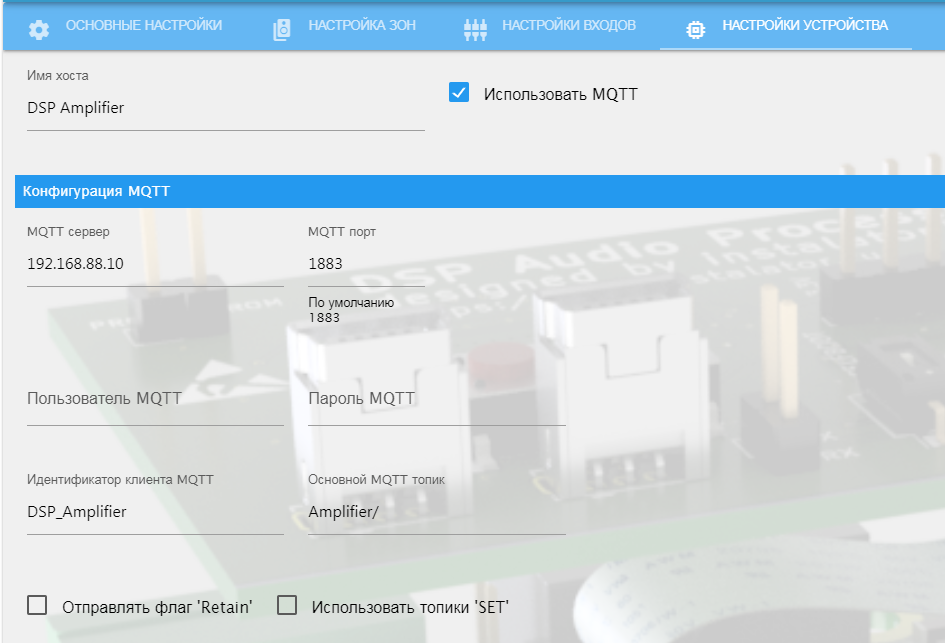 ОСНОВНЫЕ НАСТРОЙКИ
НАСТРОЙКА ЗОН
НАСТРОЙКИ ВХОДОВ
НАСТРОЙКИ УСТРОЙСТВА
Имя хоста
DSP Amplifier
Использовать MQTT
Конфигурация MQTT
MQTT сервер
MQTT порт
192.168.88.10
1883
По умолчанию
1883
Пользователь MQTT
Пароль MQTT
Идентификатор клиента MQTT
Основной MQTT топик
DSP_Amplifier
Amplifier/
Отправлять флаг 'Retain'
Использовать топики 'SET'
DSP Audio